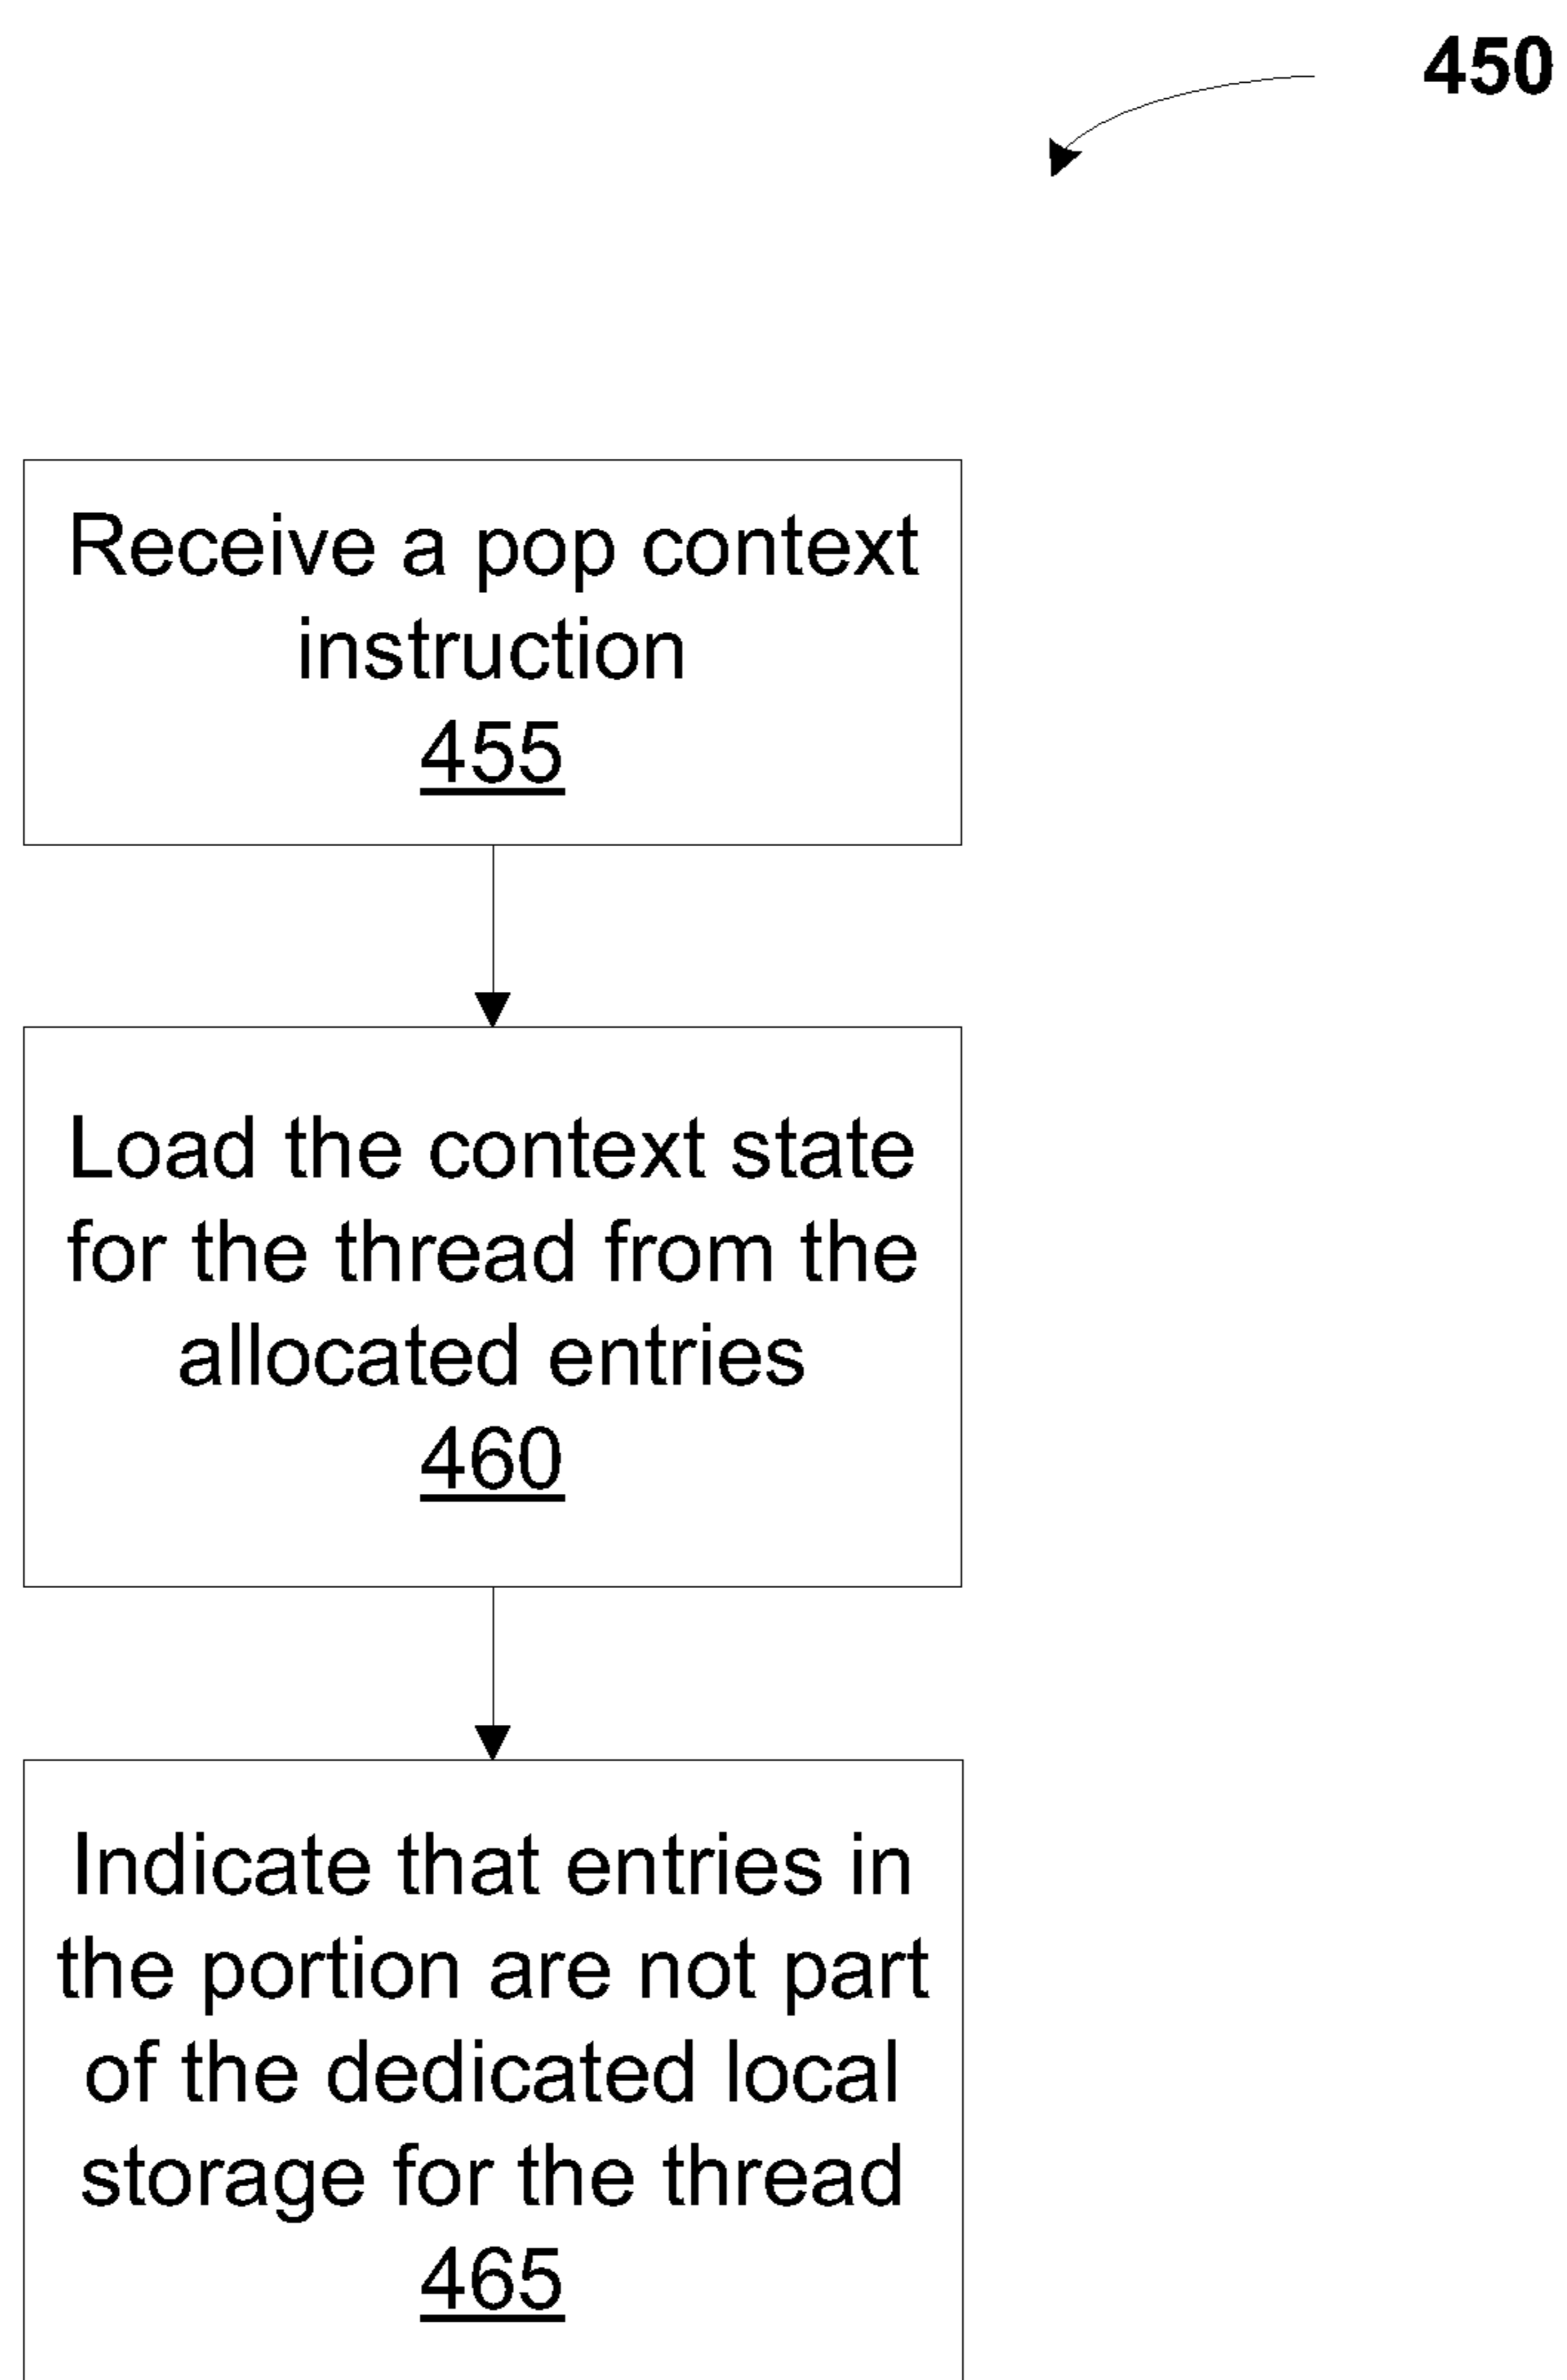 450
Receive a pop context
instruction
455
Load the context state
for the thread from the
allocated entries
460
Indicate that entries in
the portion are not part
of the dedicated local
storage for the thread
465